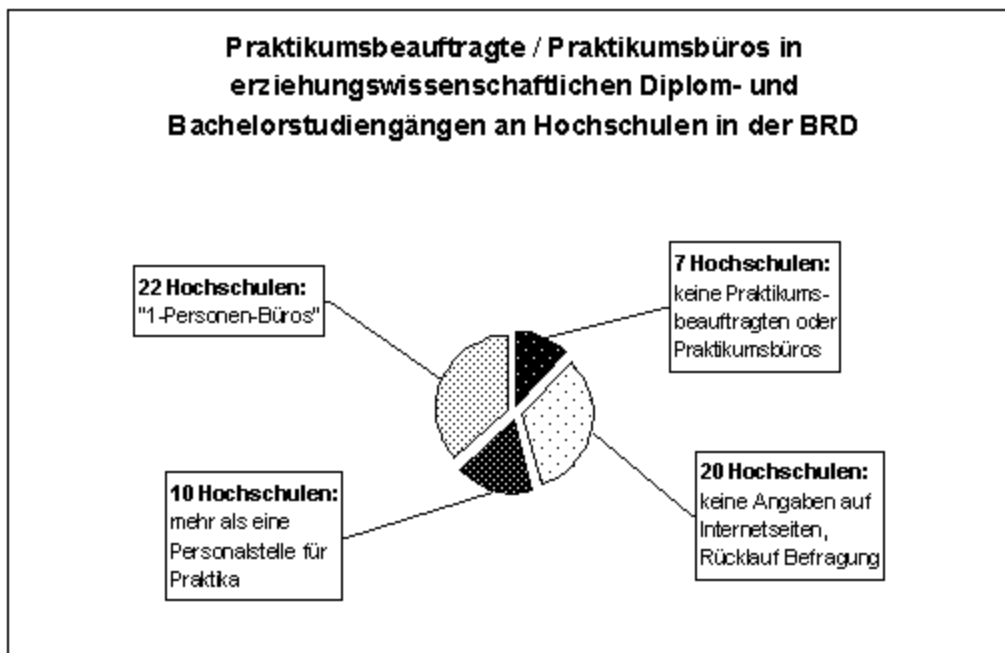 Praktikumsbeauftragte / Praktikumsbüros in
erziehungswissenschaftlichen Diplom- und
Bachelorstudiengängen an Hochschulen in der BRD
22 Hochschulen:
"1-Personen-Büros"
7 Hochschulen:
keine Praktikums-
beauftragten oder
Praktikumsbüros
10 Hochschulen:
mehr als eine
Personalstelle für
Praktika
20 Hochschulen:
keine Angaben auf
Internetseiten,
Rücklauf Befragung